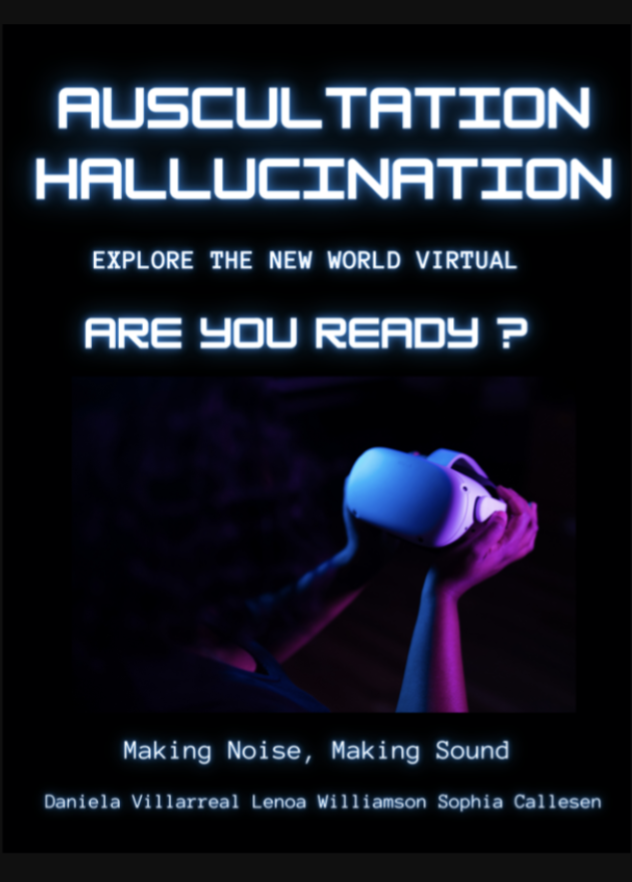 AUSCULTATION
HALLUCINATION
EXPLORE THE NEW WORLD VIRTUAL
ARE YOU READY ?
Making Noise, Making Sound
Daniela Villarreal Lenoa Williamson Sophia Callesen